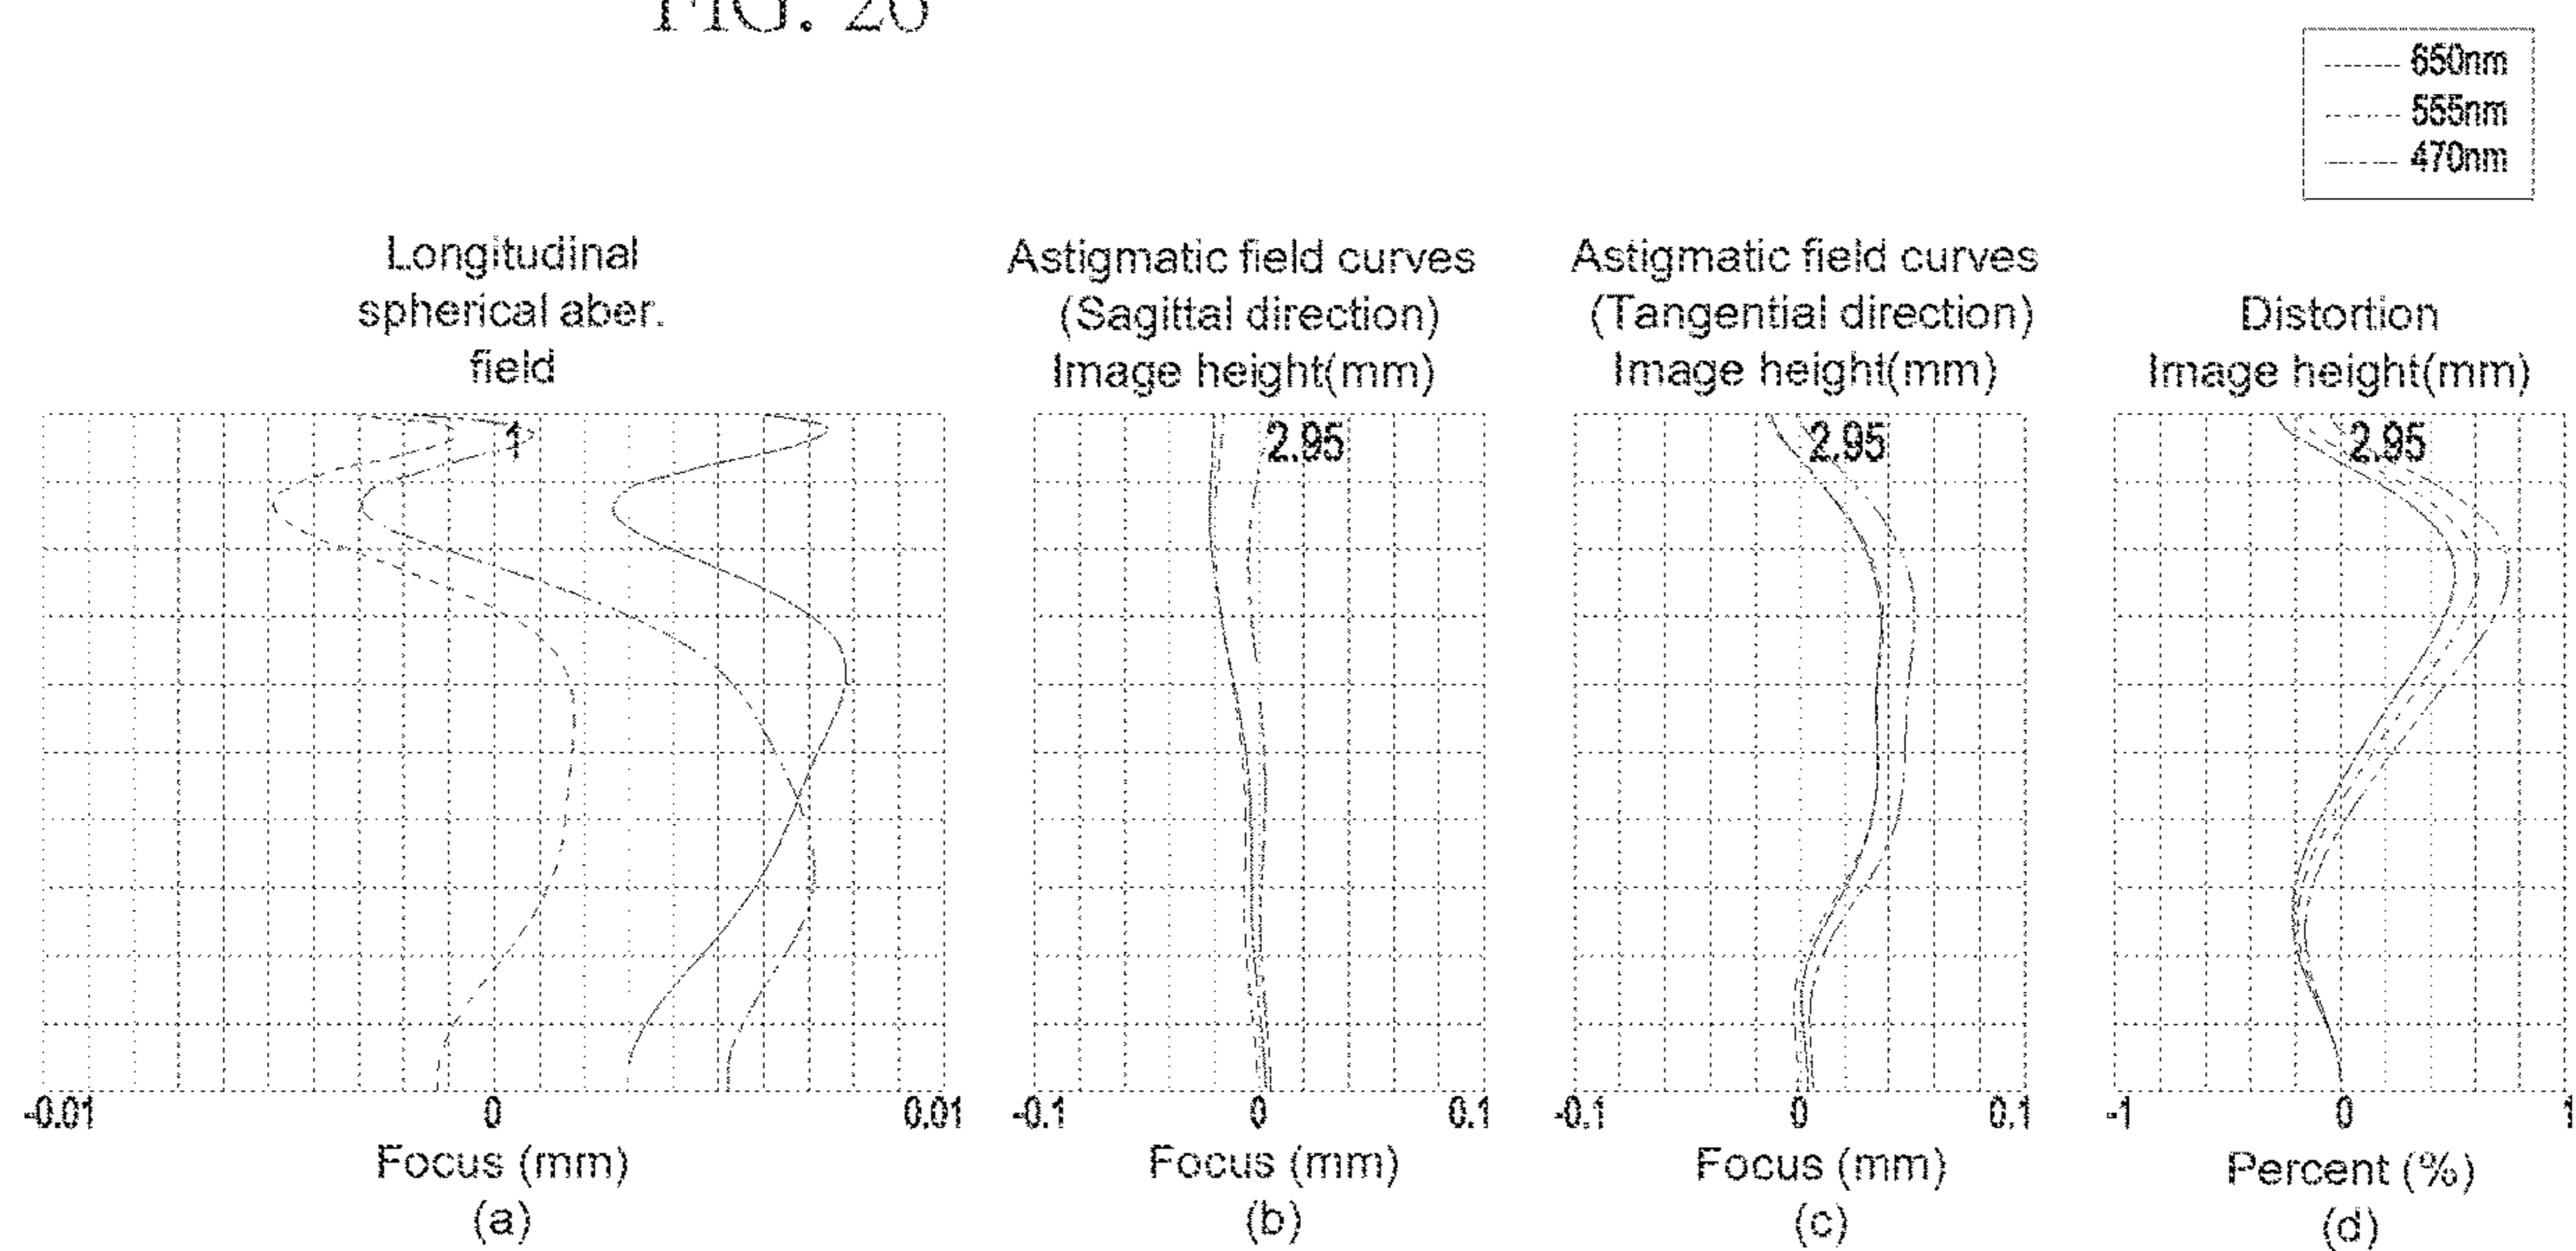 FIG. 26
650nm
555nm
470nm
Longitudinal
spherical aber.
field
Astigmatic field curves
(Sagittal direction)
Image height(mm)
Astigmatic field curves
(Tangential direction)
Image height(mm)
Distortion
Image height(mm)
1
2.95
2.95
2.95
-0.01 0 0.01
-0.1 0 0.1
-0.1 0 0.1
-1 0 1
Focus (mm)
Focus (mm)
Focus (mm)
Percent (%)
(a)
(b)
(c)
(d)